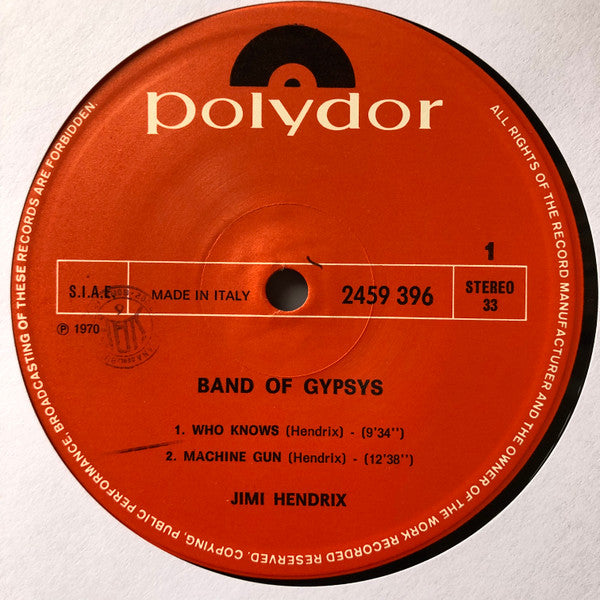 polydor
1
S.I.A.E. MADE IN ITALY 2459 396 STEREO 33
℗ 1970
BAND OF GYPSYS
1. WHO KNOWS (Hendrix) - (9'34'')
2. MACHINE GUN (Hendrix) - (12'38'')
JIMI HENDRIX
ALL RIGHTS OF THE RECORD MANUFACTURER AND THE OWNER OF THE WORK RECORDED RESERVED. COPYING, PUBLIC PERFORMANCE, BROADCASTING OF THESE RECORDS ARE FORBIDDEN.